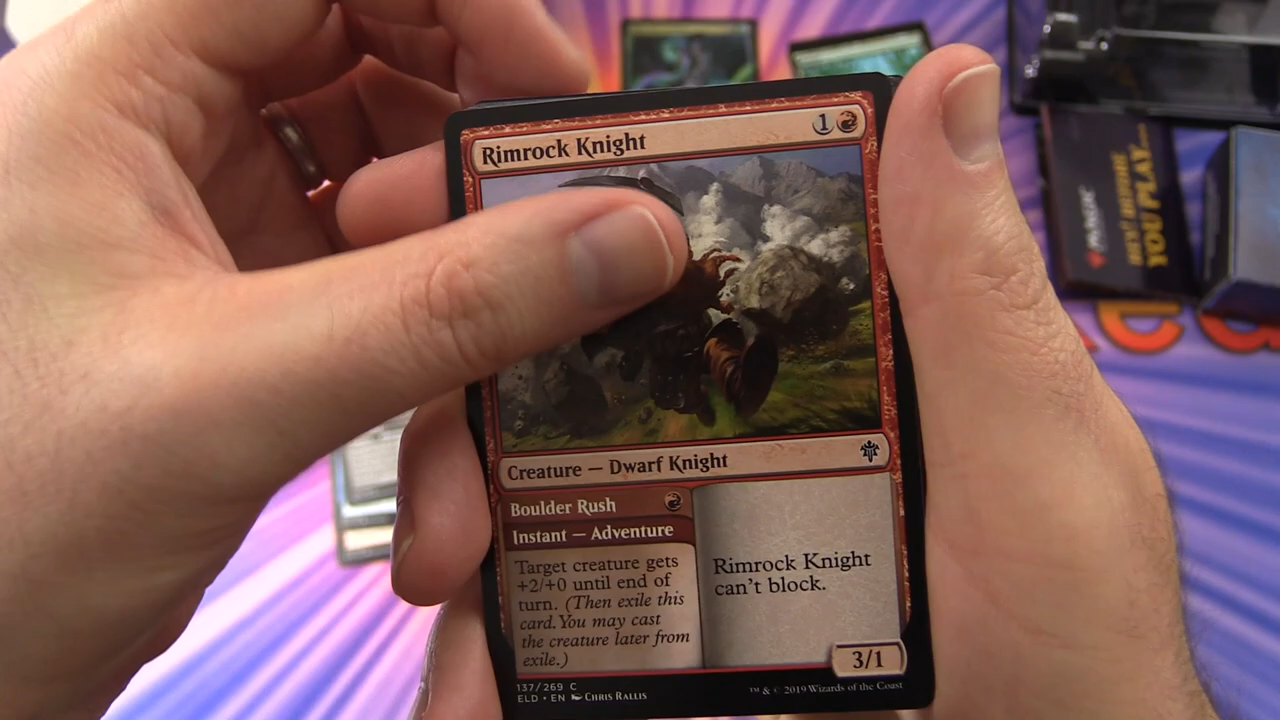 Rimrock Knight 1
Creature — Dwarf Knight
Boulder Rush
Instant — Adventure
Target creature gets
+2/+0 until end of
turn. (Then exile this
card. You may cast
the creature later from
exile.)
Rimrock Knight
can't block.
3/1
137/269 C
ELD • EN Chris Rallis
™ & © 2019 Wizards of the Coast
MAGIC
YOU PLAY...